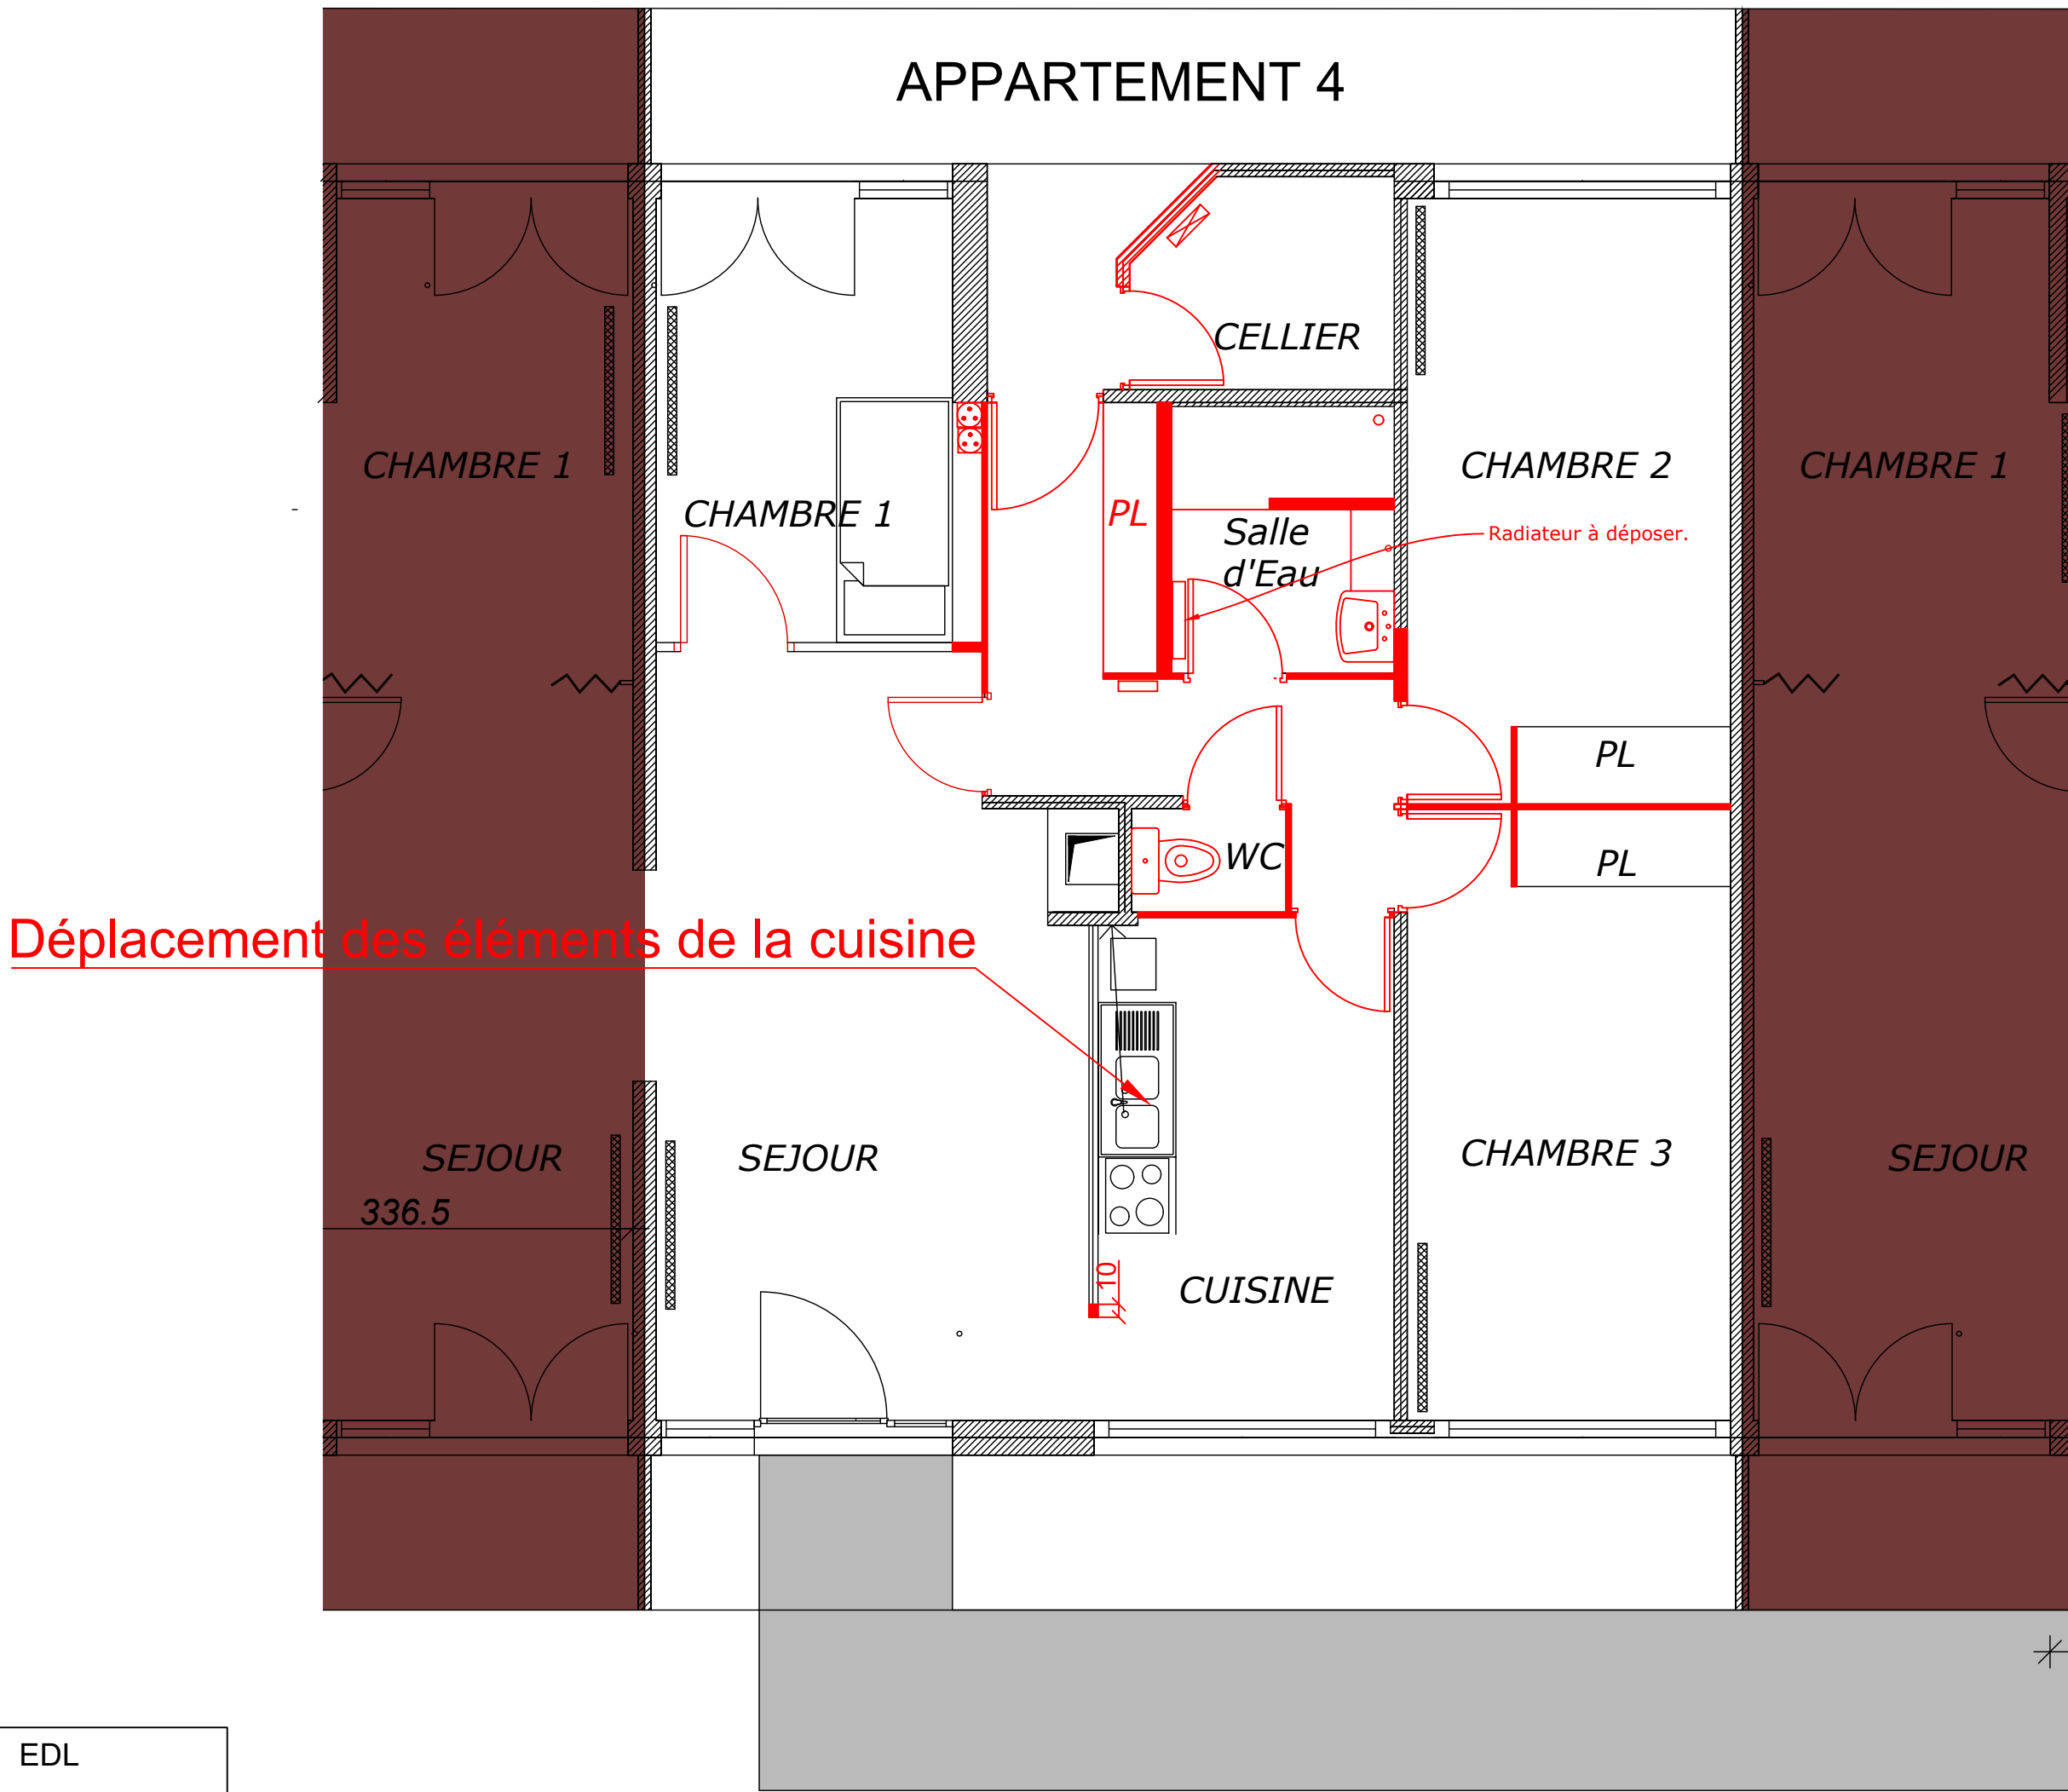 APPARTEMENT 4
CELLIER
CHAMBRE 1
CHAMBRE 1
CHAMBRE 2
CHAMBRE 1
PL
Salle
d'Eau
Radiateur à déposer.
PL
PL
WC
Déplacement des éléments de la cuisine
SEJOUR
SEJOUR
CHAMBRE 3
SEJOUR
336.5
10
CUISINE
EDL